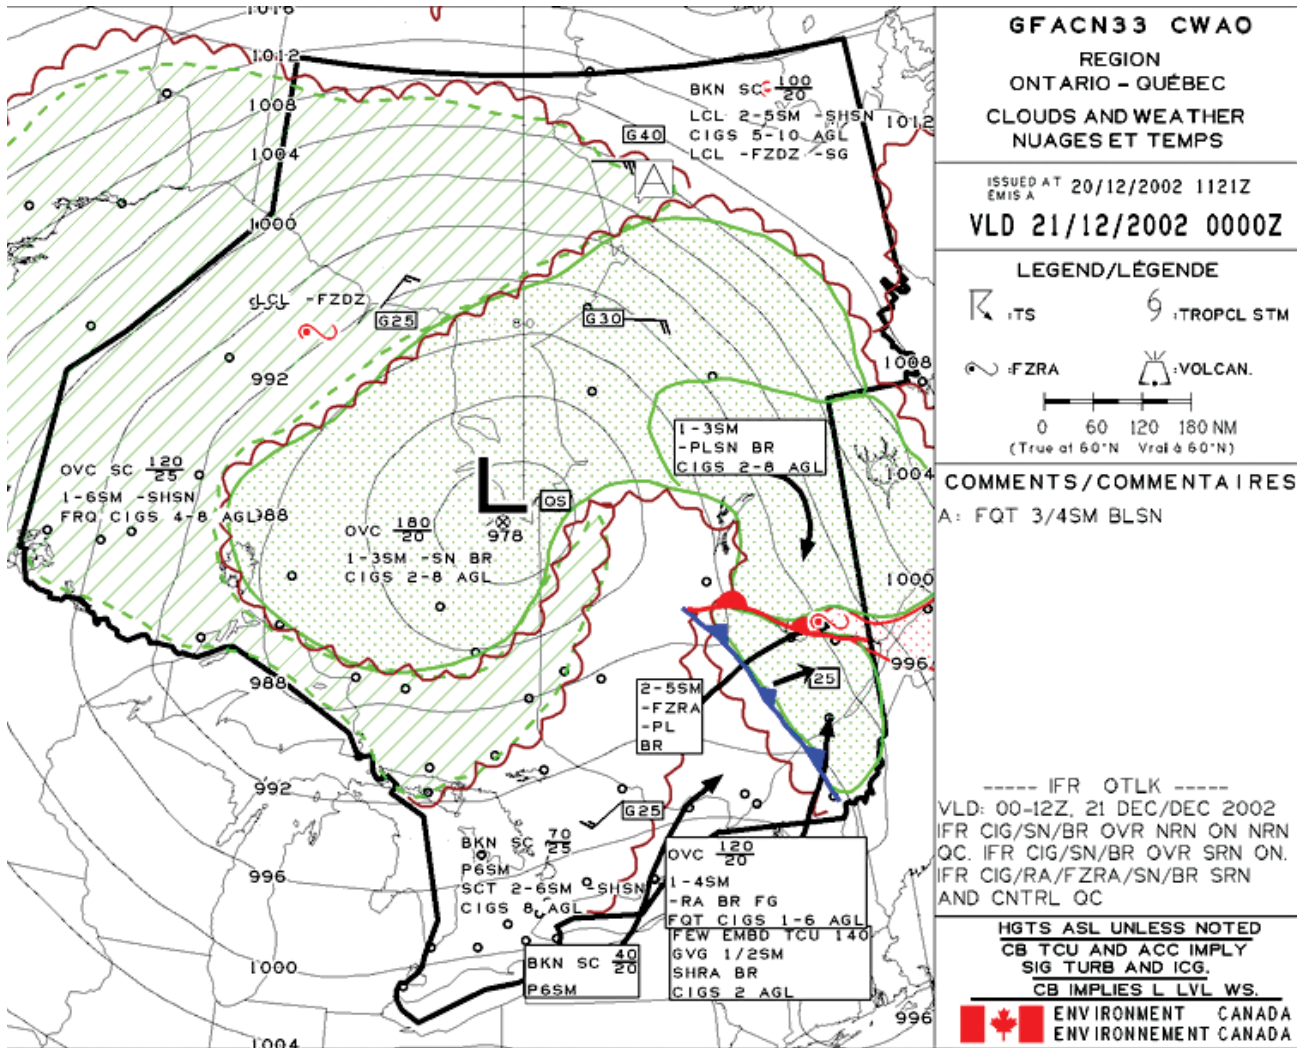 1016
1012
1008
1004
1000
BKN SC 100/20
LCL 2-5SM -SHSN
CIGS 5-10 AGL
LCL -FZDZ -SG
1012
G40
A
LCL -FZDZ
G25
80
G30
992
1008
1-3SM
-PLSN BR
CIGS 2-8 AGL
1004
OVC SC 120/25
1-6SM -SHSN
FRQ CIGS 4-8 AGL
988
L
OS
978
OVC 180/20
1-3SM -SN BR
CIGS 2-8 AGL
1000
996
988
25
2-5SM
-FZRA
-PL
BR
992
G25
BKN SC 70/25
P6SM
SCT 2-6SM -SHSN
CIGS 8 AGL
996
OVC 120/20
1-4SM
-RA BR FG
FQT CIGS 1-6 AGL
FEW EMBD TCU 140
GVG 1/2SM
SHRA BR
CIGS 2 AGL
BKN SC 40/20
P6SM
1000
996
1004
GFACN33 CWAO
REGION
ONTARIO - QUÉBEC
CLOUDS AND WEATHER
NUAGES ET TEMPS
ISSUED AT 20/12/2002 1121Z
ÉMIS A
VLD 21/12/2002 0000Z
LEGEND/LÉGENDE
:TS
:TROPCL STM
:FZRA
:VOLCAN.
0 60 120 180 NM
(True at 60°N Vrai à 60°N)
COMMENTS/COMMENTAIRES
A: FQT 3/4SM BLSN
----- IFR OTLK -----
VLD: 00-12Z, 21 DEC/DEC 2002
IFR CIG/SN/BR OVR NRN ON NRN
QC. IFR CIG/SN/BR OVR SRN ON.
IFR CIG/RA/FZRA/SN/BR SRN
AND CNTRL QC
HGTS ASL UNLESS NOTED
CB TCU AND ACC IMPLY
SIG TURB AND ICG.
CB IMPLIES L LVL WS.
ENVIRONMENT CANADA
ENVIRONNEMENT CANADA